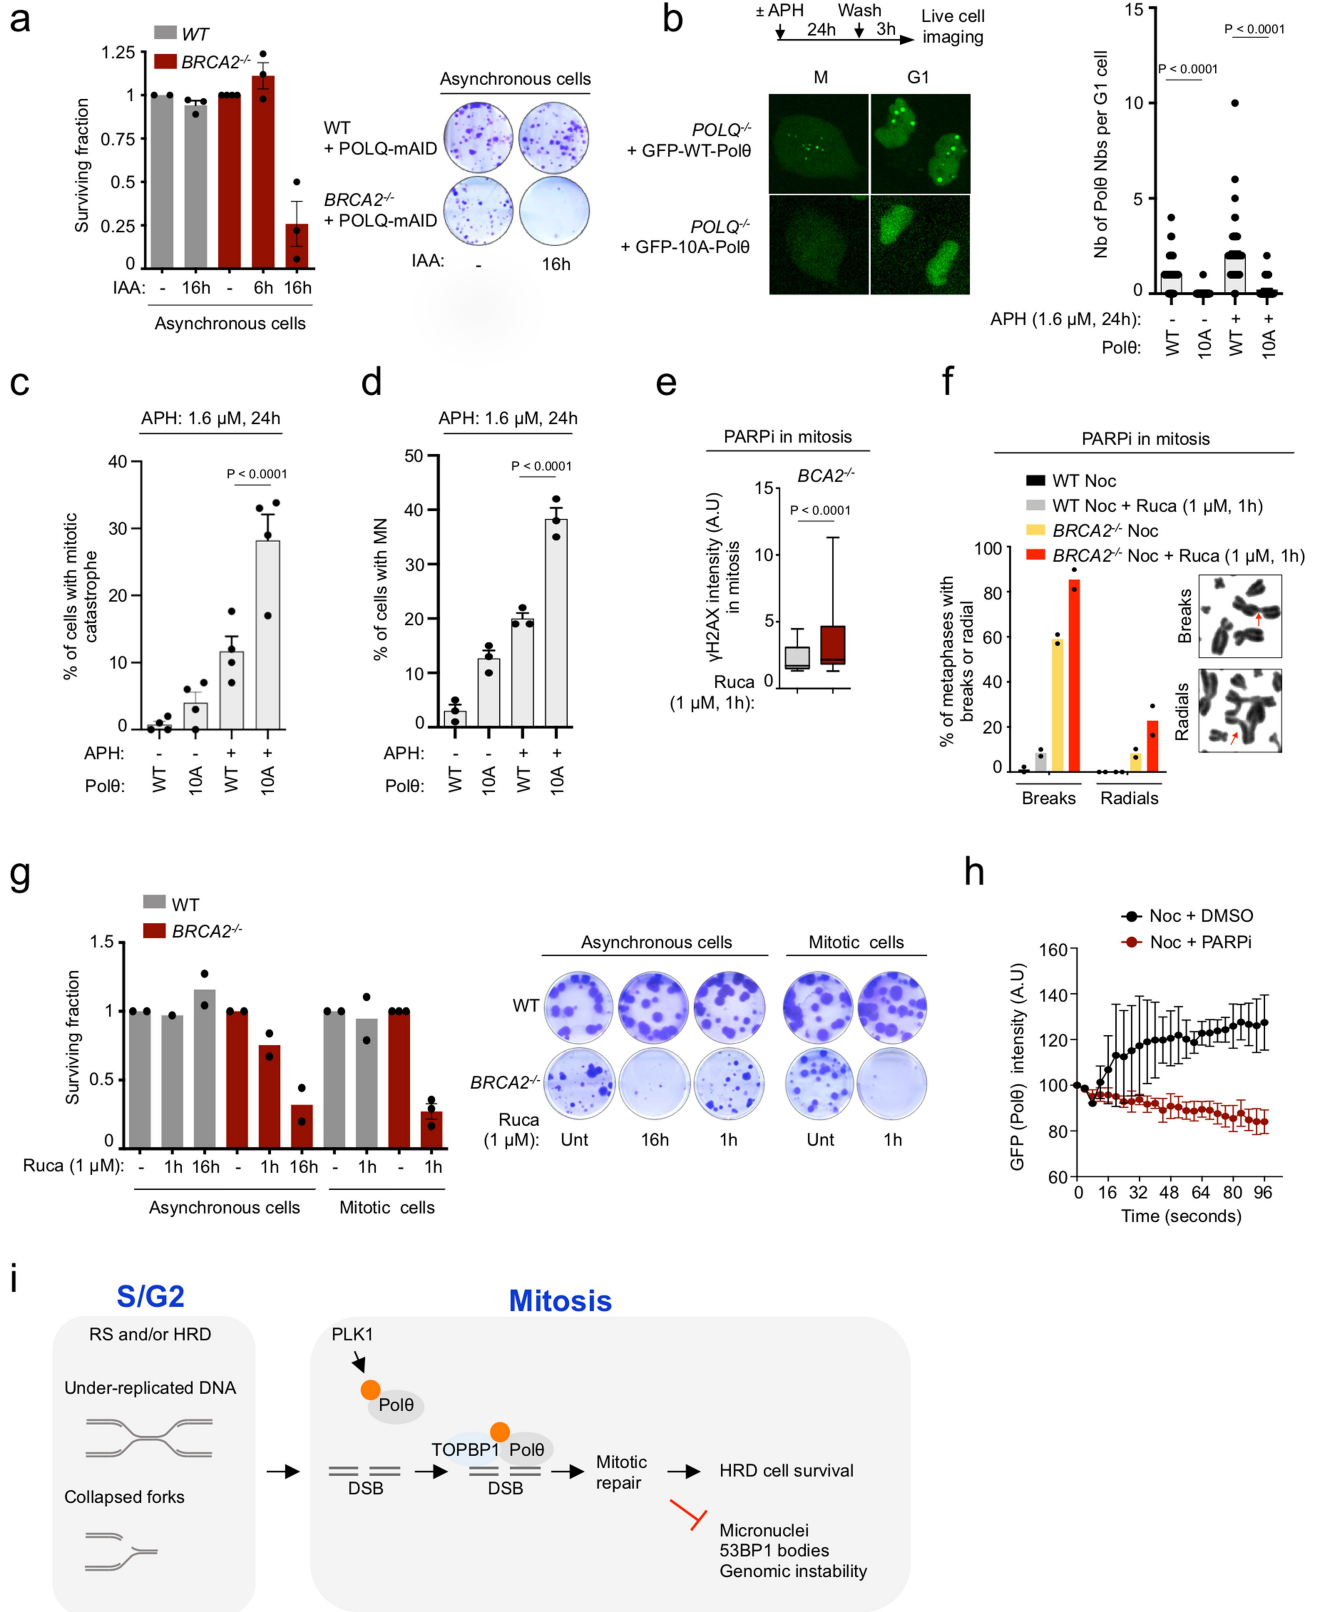 a
WT
BRCA2-/-
Surviving fraction
1.25
1
0.75
0.5
0.25
0
IAA: - 16h - 6h 16h
Asynchronous cells
Asynchronous cells
WT
+ POLQ-mAID
BRCA2-/-
+ POLQ-mAID
IAA: - 16h
b
± APH
Wash
24h
3h
Live cell
imaging
M
G1
POLQ-/-
+ GFP-WT-Polθ
POLQ-/-
+ GFP-10A-Polθ
Nb of Polθ Nbs per G1 cell
15
10
5
0
P < 0.0001
P < 0.0001
APH (1.6 µM, 24h): - - + +
Polθ: WT 10A WT 10A
c
APH: 1.6 µM, 24h
% of cells with mitotic
catastrophe
40
30
20
10
0
P < 0.0001
APH: - - + +
Polθ: WT 10A WT 10A
d
APH: 1.6 µM, 24h
% of cells with MN
50
40
30
20
10
0
P < 0.0001
- - + +
WT 10A WT 10A
e
PARPi in mitosis
BCA2-/-
γH2AX intensity (A.U)
in mitosis
15
10
5
0
P < 0.0001
Ruca
(1 µM, 1h):
f
PARPi in mitosis
WT Noc
WT Noc + Ruca (1 µM, 1h)
BRCA2-/- Noc
BRCA2-/- Noc + Ruca (1 µM, 1h)
% of metaphases with
breaks or radial
100
80
60
40
20
0
Breaks
Radials
Breaks
Radials
g
WT
BRCA2-/-
Surviving fraction
1.5
1
0.5
0
Ruca (1 µM): - 1h 16h - 1h 16h - 1h - 1h
Asynchronous cells
Mitotic cells
Asynchronous cells
Mitotic cells
WT
BRCA2-/-
Ruca
(1 µM): Unt 16h 1h Unt 1h
h
Noc + DMSO
Noc + PARPi
GFP (Polθ) intensity (A.U)
160
140
120
100
80
60
0 16 32 48 64 80 96
Time (seconds)
i
S/G2
RS and/or HRD
Under-replicated DNA
Collapsed forks
Mitosis
PLK1
Polθ
DSB
TOPBP1
Polθ
DSB
Mitotic
repair
HRD cell survival
Micronuclei
53BP1 bodies
Genomic instability